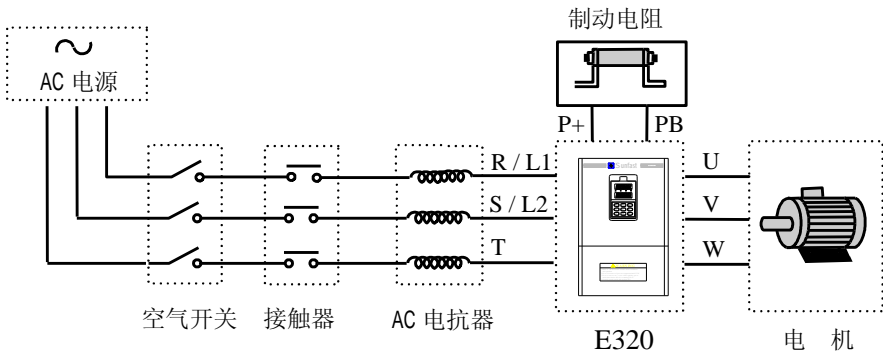 制动电阻
AC 电源
P+ PB
R / L1
U
S / L2
V
T
W
空气开关 接触器 AC 电抗器
E320
电 机